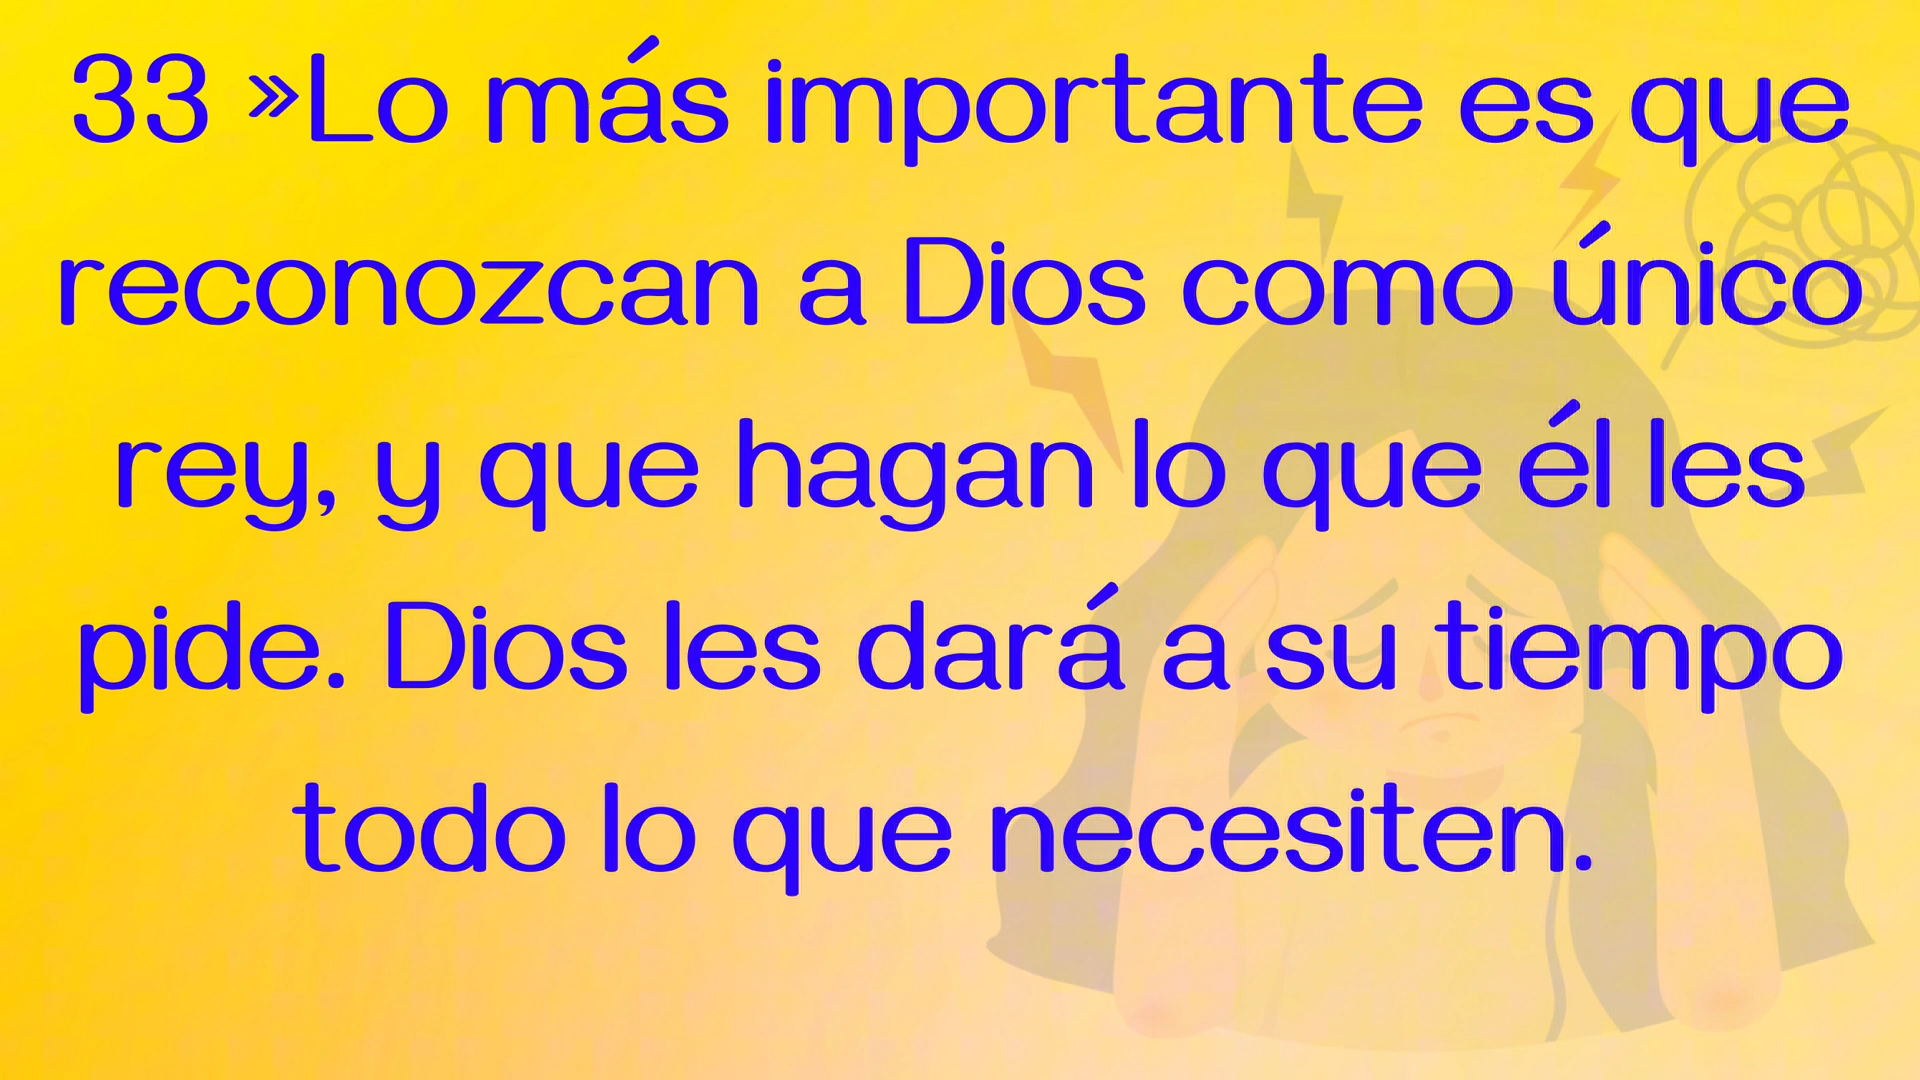 33 »Lo más importante es que
reconozcan a Dios como único
rey, y que hagan lo que él les
pide. Dios les dará a su tiempo
todo lo que necesiten.